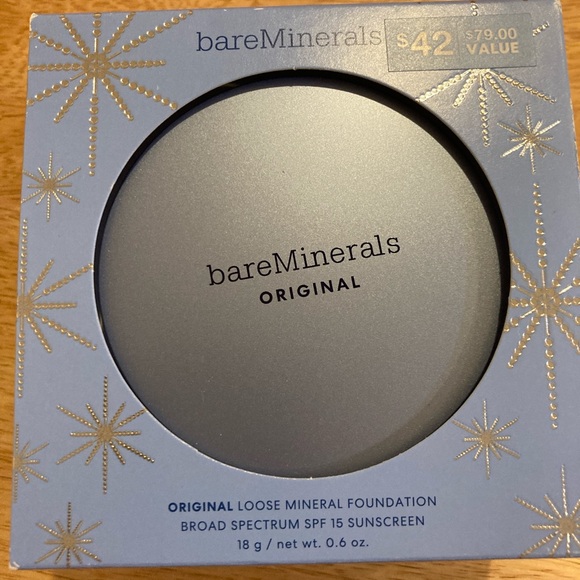 bareMinerals
$42 $79.00
VALUE
bareMinerals
ORIGINAL
ORIGINAL LOOSE MINERAL FOUNDATION
BROAD SPECTRUM SPF 15 SUNSCREEN
18 g / net wt. 0.6 oz.